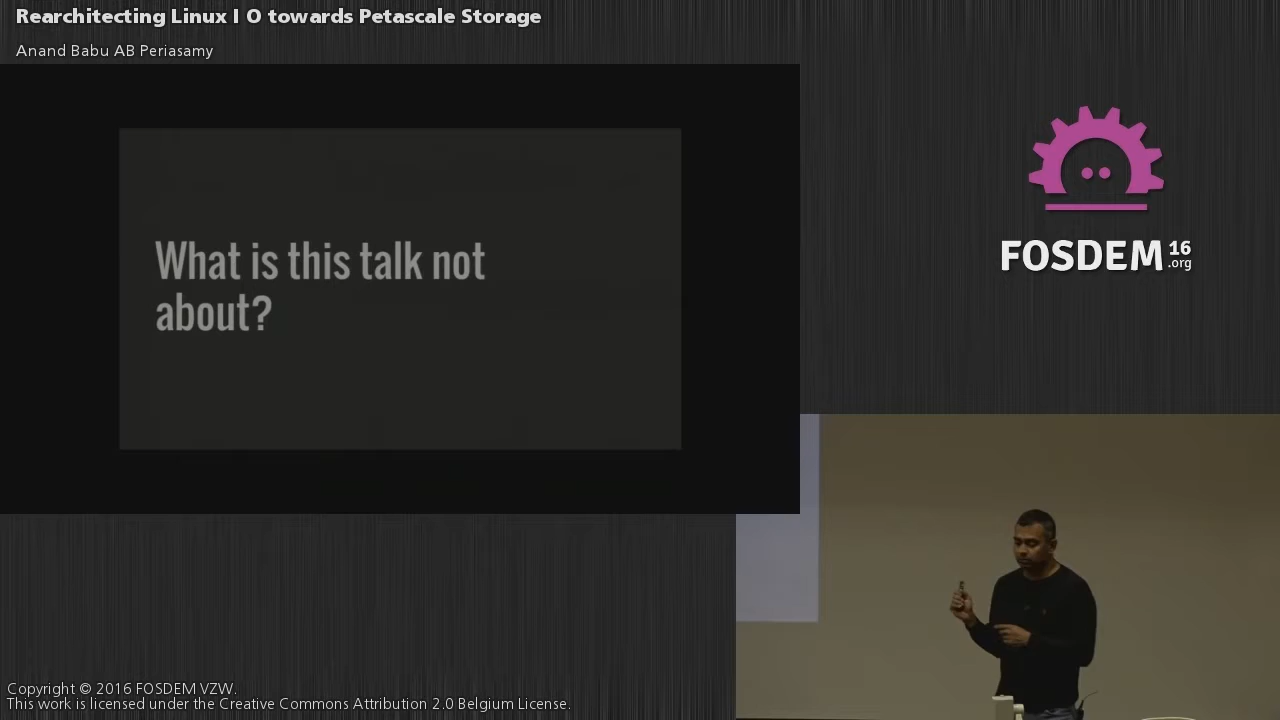 Rearchitecting Linux I O towards Petascale Storage
Anand Babu AB Periasamy
What is this talk not
about?
FOSDEM 16
.org
Copyright © 2016 FOSDEM VZW.
This work is licensed under the Creative Commons Attribution 2.0 Belgium License.